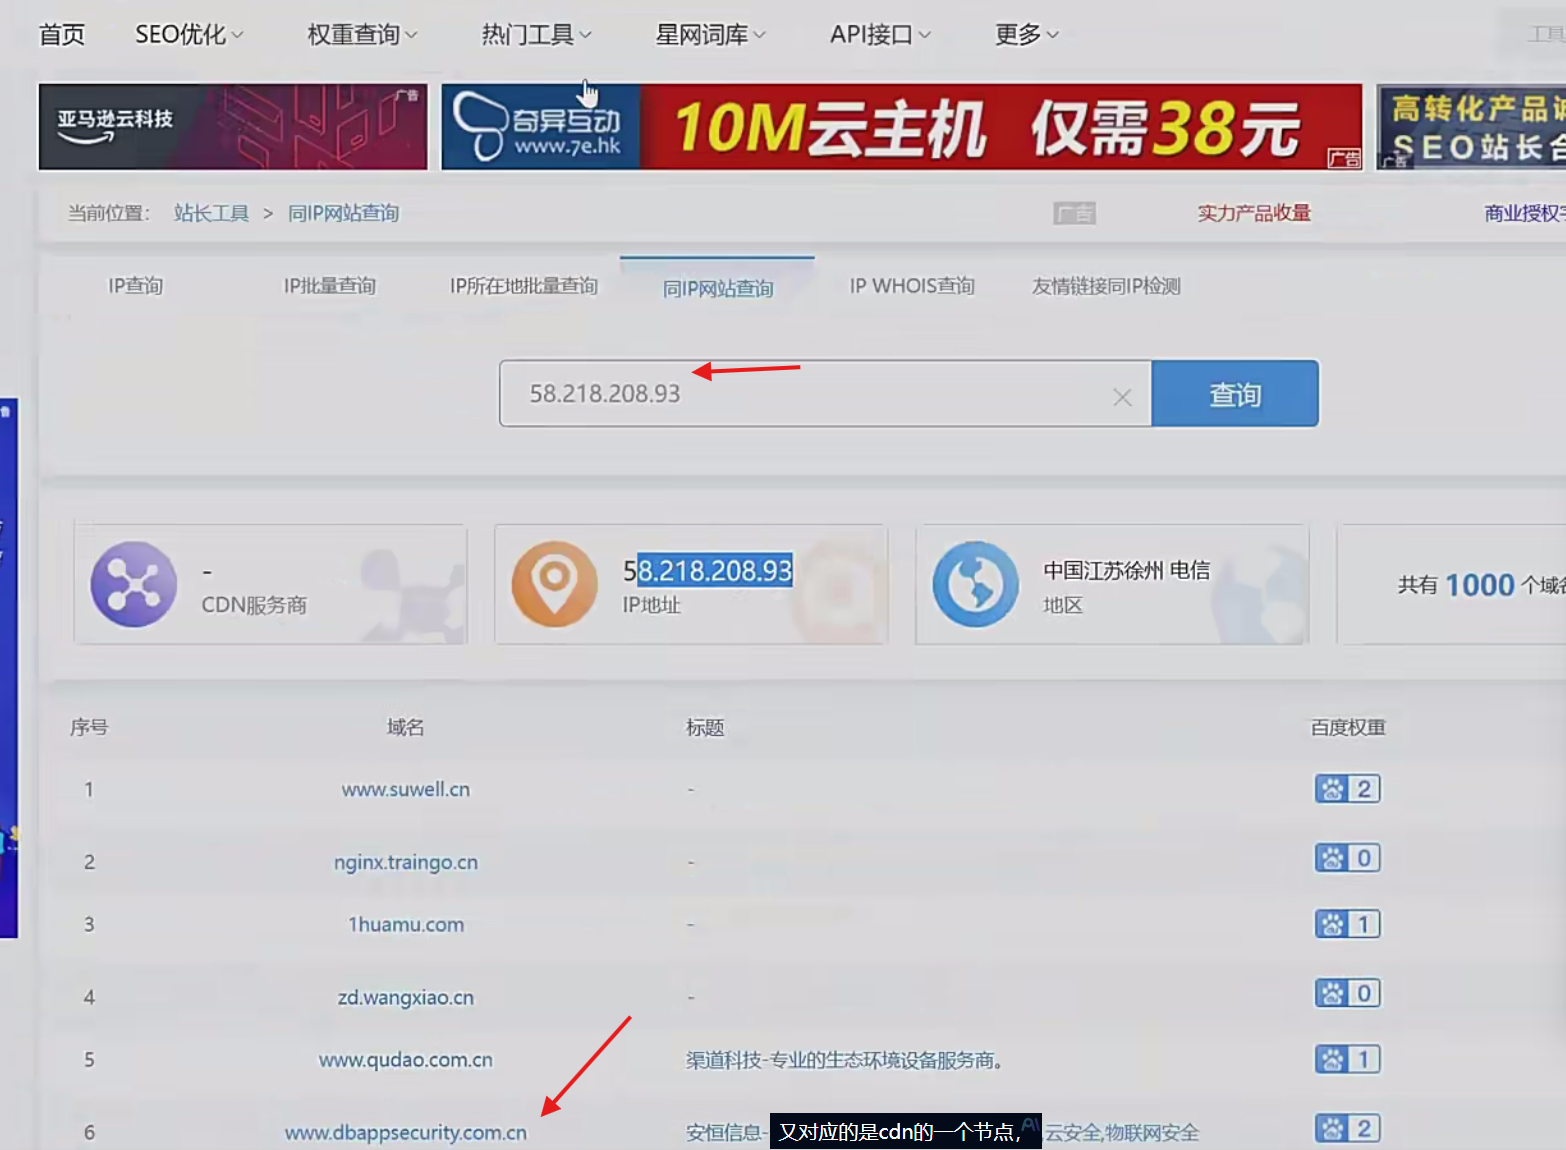 首页 SEO优化 权重查询 热门工具 星网词库 API接口 更多 工具
亚马逊云科技 广告
奇异互动
www.7e.hk
10M云主机 仅需38元 广告
高转化产品
SEO站长合
广告
当前位置： 站长工具 > 同IP网站查询 广告 实力产品收量 商业授权
IP查询 IP批量查询 IP所在地批量查询 同IP网站查询 IP WHOIS查询 友情链接同IP检测
58.218.208.93 查询
-
CDN服务商
58.218.208.93
IP地址
中国江苏徐州 电信
地区
共有 1000 个域名
序号 域名 标题 百度权重
1 www.suwell.cn - 2
2 nginx.traingo.cn - 0
3 1huamu.com - 1
4 zd.wangxiao.cn - 0
5 www.qudao.com.cn 渠道科技-专业的生态环境设备服务商。 1
6 www.dbappsecurity.com.cn 安恒信息- 云安全,物联网安全 2
又对应的是cdn的一个节点，